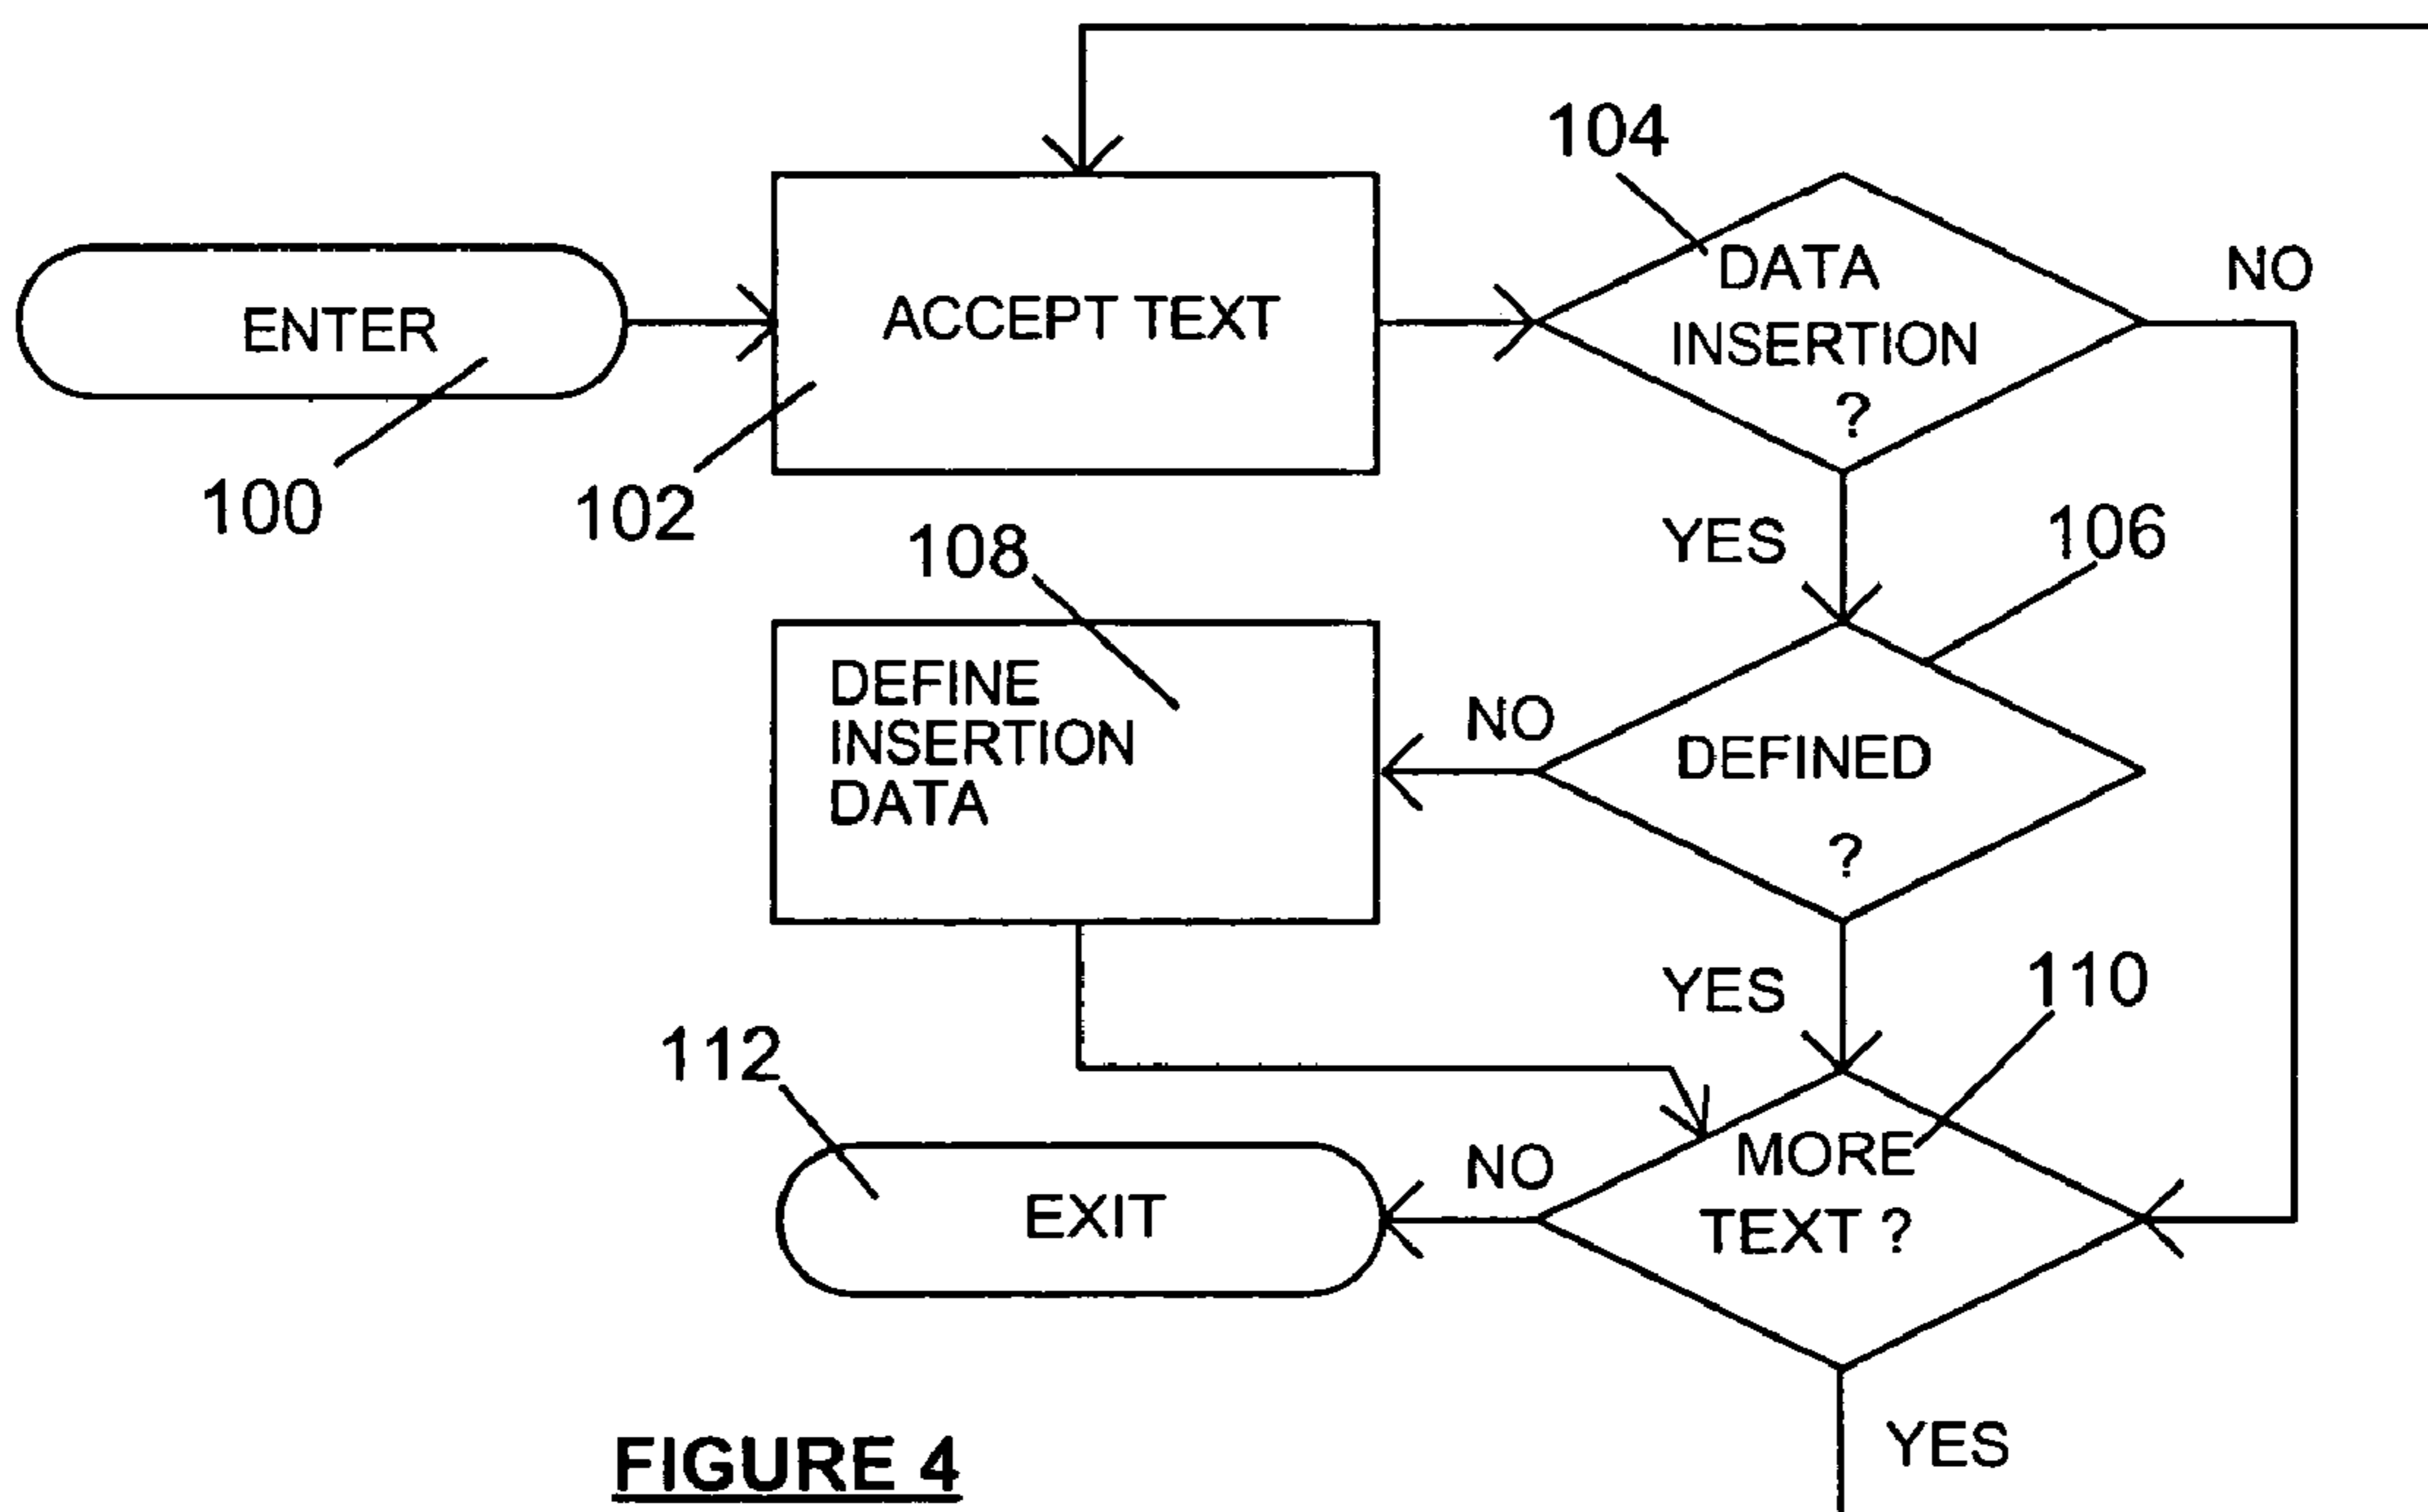 104
DATA
INSERTION
?
NO
ENTER
ACCEPT TEXT
100
102
YES
106
108
DEFINE
INSERTION
DATA
NO
DEFINED
?
YES
110
112
EXIT
NO
MORE
TEXT ?
YES
FIGURE 4